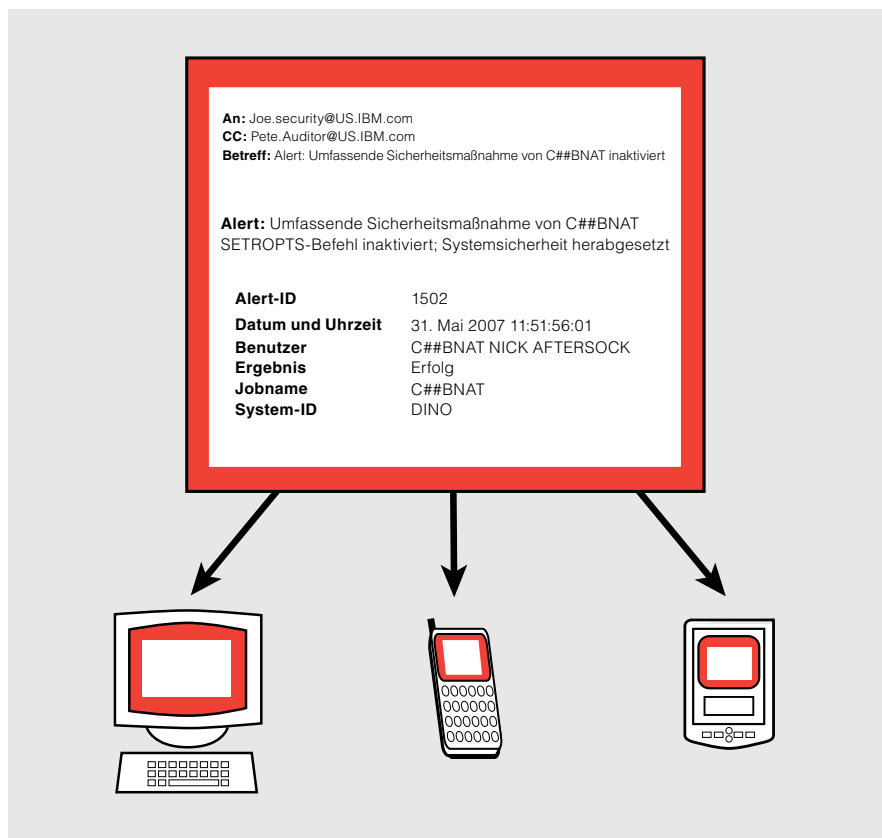 An: Joe.security@US.IBM.com
CC: Pete.Auditor@US.IBM.com
Betreff: Alert: Umfassende Sicherheitsmaßnahme von C##BNAT inaktiviert
Alert: Umfassende Sicherheitsmaßnahme von C##BNAT
SETROPTS-Befehl inaktiviert; Systemsicherheit herabgesetzt
Alert-ID 1502
Datum und Uhrzeit 31. Mai 2007 11:51:56:01
Benutzer C##BNAT NICK AFTERSOCK
Ergebnis Erfolg
Jobname C##BNAT
System-ID DINO